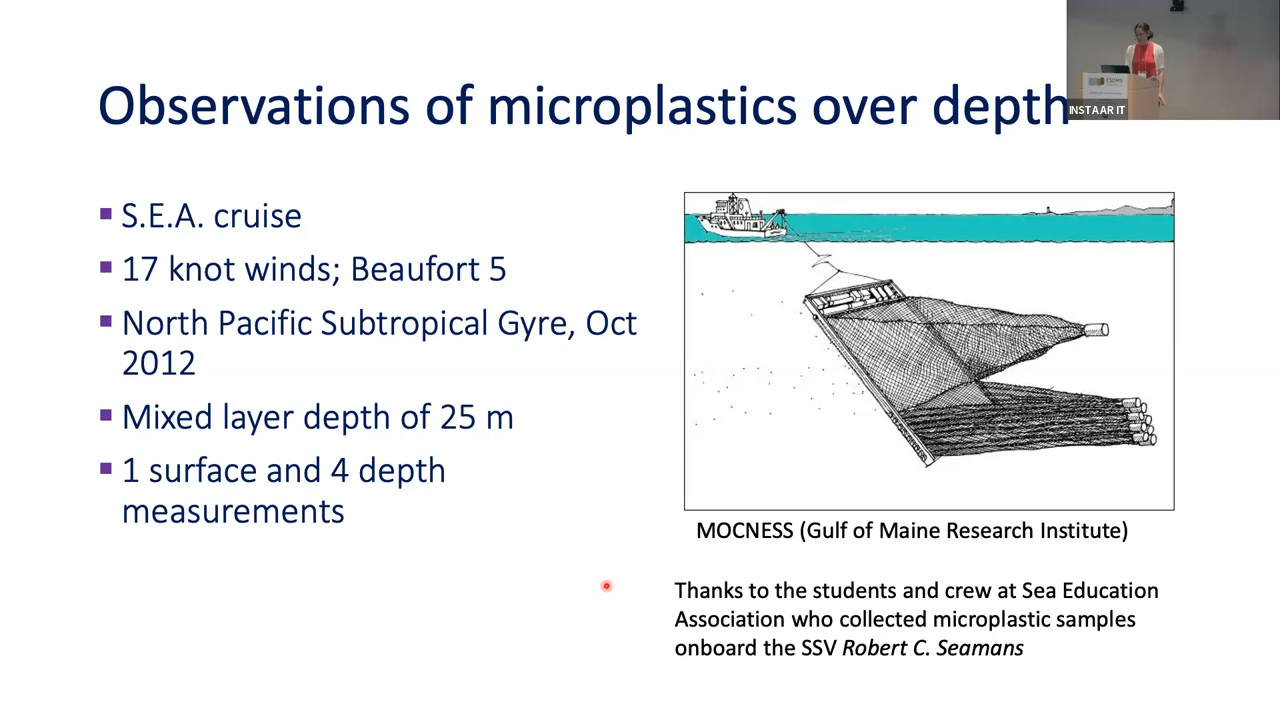 Observations of microplastics over depth
INSTAAR IT
▪ S.E.A. cruise
▪ 17 knot winds; Beaufort 5
▪ North Pacific Subtropical Gyre, Oct
2012
▪ Mixed layer depth of 25 m
▪ 1 surface and 4 depth
measurements
MOCNESS (Gulf of Maine Research Institute)
Thanks to the students and crew at Sea Education
Association who collected microplastic samples
onboard the SSV Robert C. Seamans
CSDMS